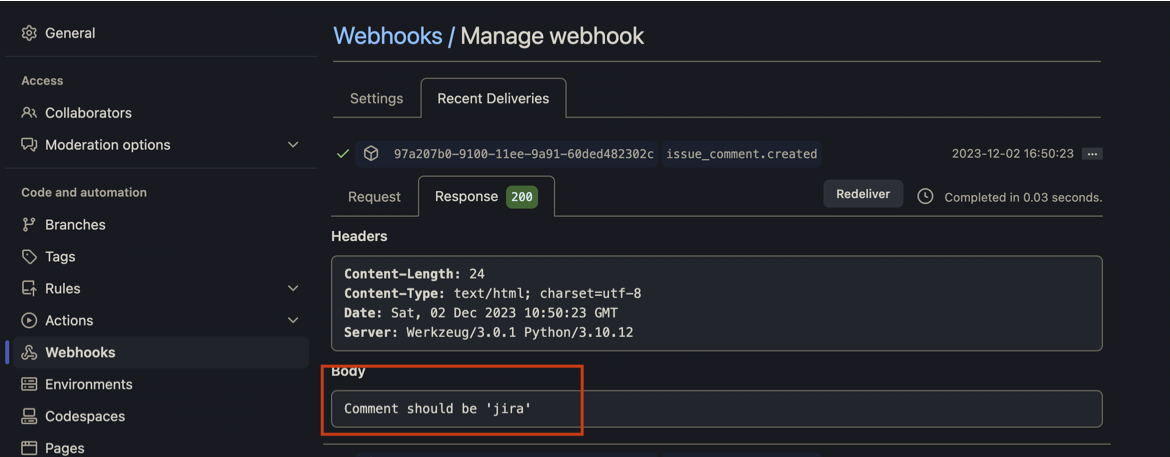 General
Access
Collaborators
Moderation options
Code and automation
Branches
Tags
Rules
Actions
Webhooks
Environments
Codespaces
Pages
Webhooks / Manage webhook
Settings
Recent Deliveries
97a207b0-9100-11ee-9a91-60ded482302c issue_comment.created
2023-12-02 16:50:23 ...
Request
Response 200
Redeliver
Completed in 0.03 seconds.
Headers
Content-Length: 24
Content-Type: text/html; charset=utf-8
Date: Sat, 02 Dec 2023 10:50:23 GMT
Server: Werkzeug/3.0.1 Python/3.10.12
Body
Comment should be 'jira'